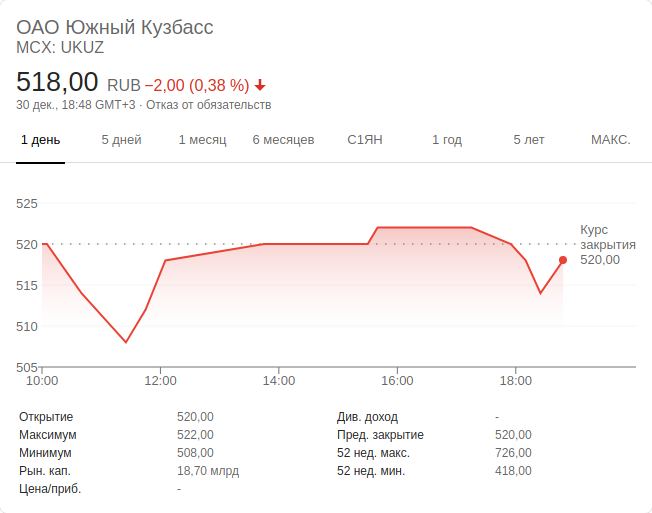 ОАО Южный Кузбасс
MCX: UKUZ
518,00 RUB −2,00 (0,38 %)
30 дек., 18:48 GMT+3 · Отказ от обязательств
1 день 5 дней 1 месяц 6 месяцев С1ЯН 1 год 5 лет МАКС.
525
520
515
510
505
Курс
закрытия
520,00
10:00 12:00 14:00 16:00 18:00
Открытие 520,00 Див. доход -
Максимум 522,00 Пред. закрытие 520,00
Минимум 508,00 52 нед. макс. 726,00
Рын. кап. 18,70 млрд 52 нед. мин. 418,00
Цена/приб. -